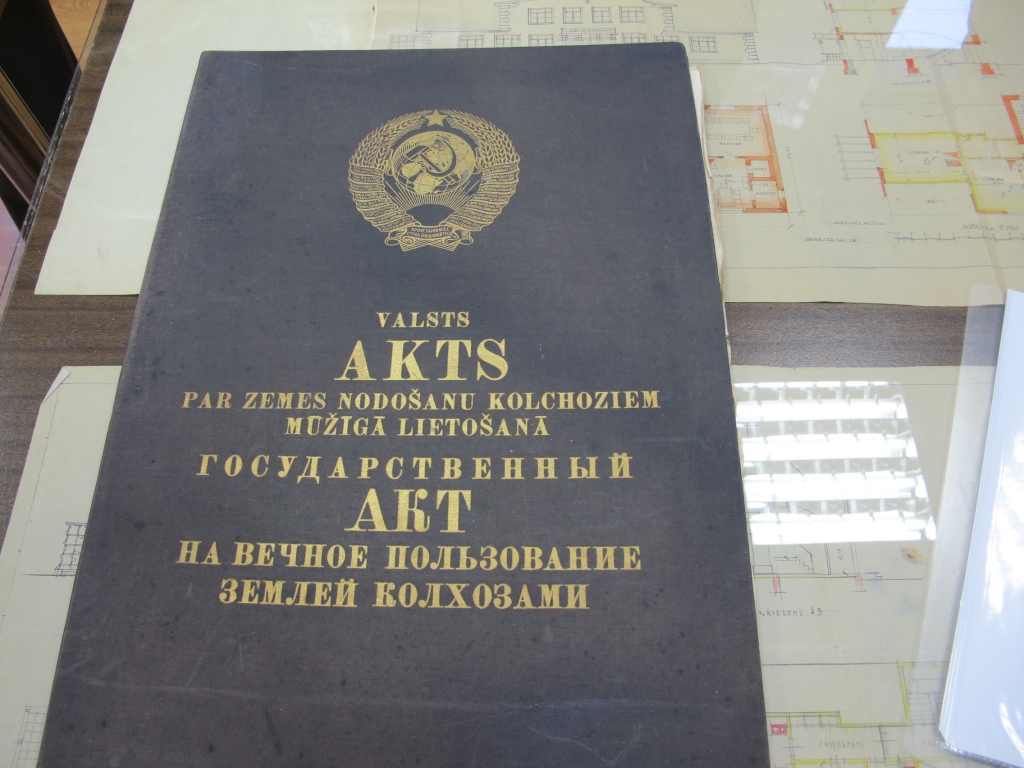 VALSTS
AKTS
PAR ZEMES NODOŠANU KOLCHOZIEM
MŪŽĪGĀ LIETOŠANĀ
ГОСУДАРСТВЕННЫЙ
АКТ
НА ВЕЧНОЕ ПОЛЬЗОВАНИЕ
ЗЕМЛЕЙ КОЛХОЗАМИ